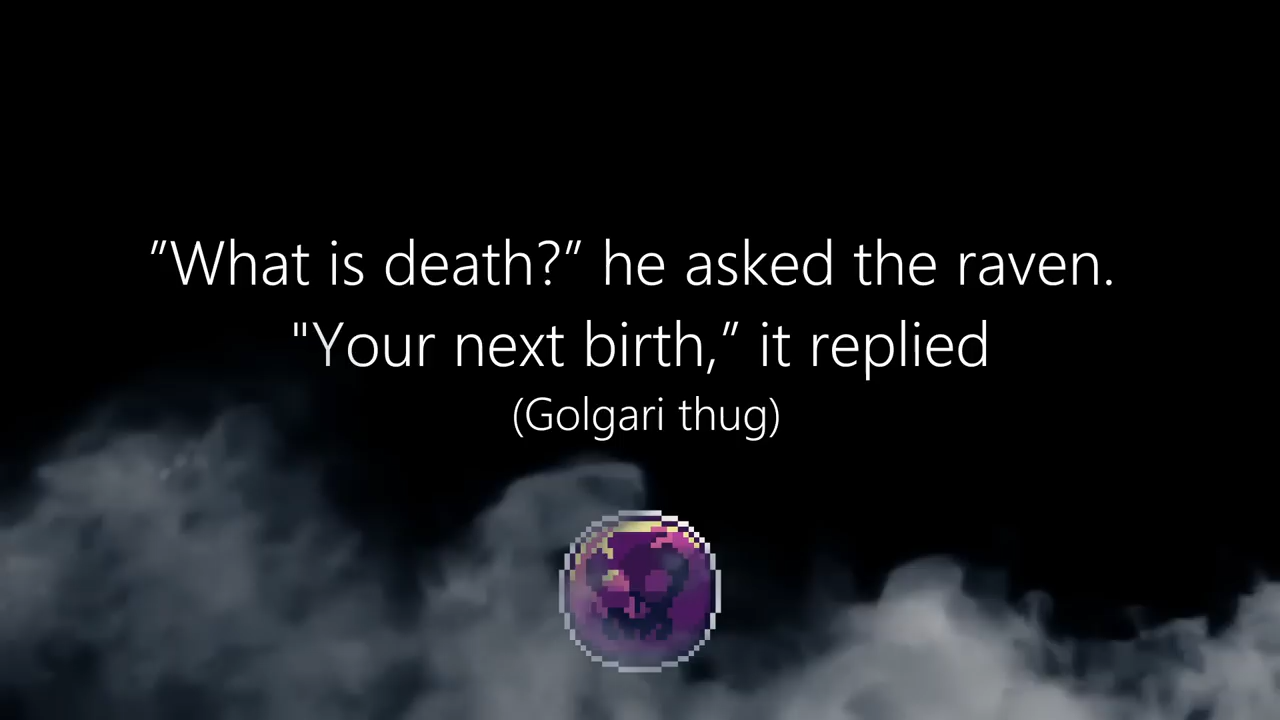 ″What is death?″ he asked the raven.
"Your next birth,″ it replied
(Golgari thug)